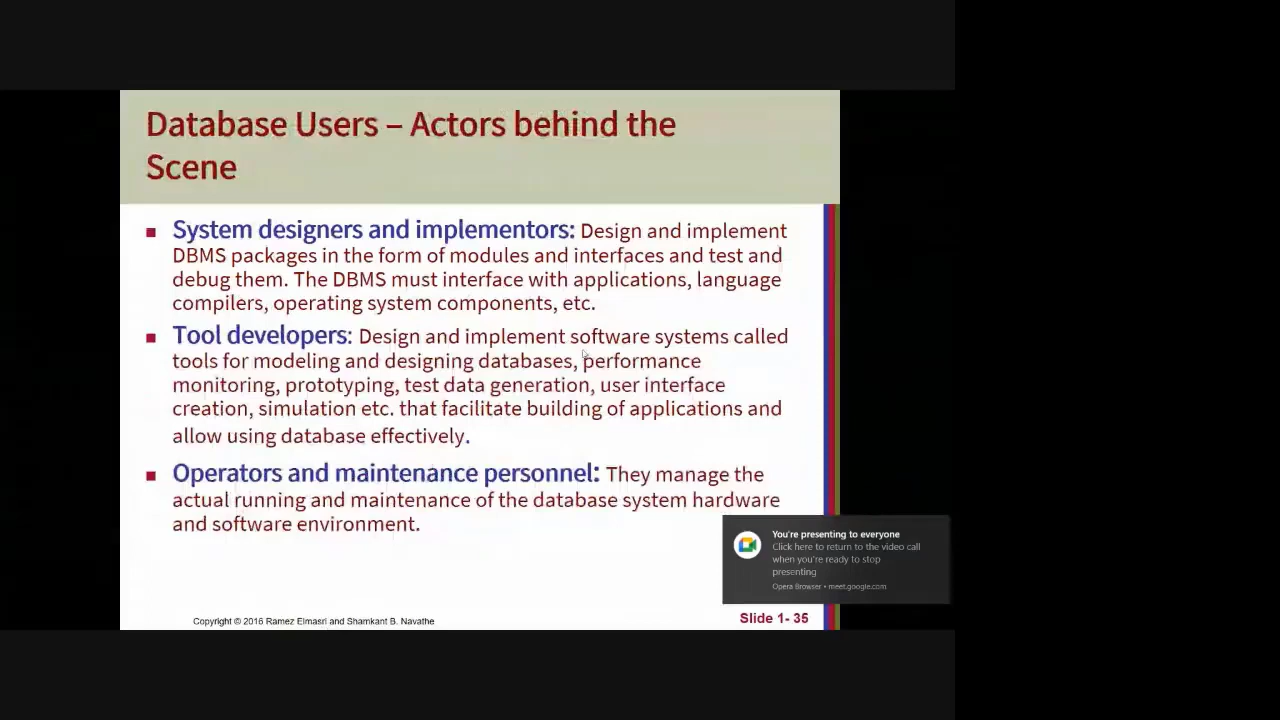 Database Users – Actors behind the
Scene
■ System designers and implementors: Design and implement
DBMS packages in the form of modules and interfaces and test and
debug them. The DBMS must interface with applications, language
compilers, operating system components, etc.
■ Tool developers: Design and implement software systems called
tools for modeling and designing databases, performance
monitoring, prototyping, test data generation, user interface
creation, simulation etc. that facilitate building of applications and
allow using database effectively.
■ Operators and maintenance personnel: They manage the
actual running and maintenance of the database system hardware
and software environment.
You're presenting to everyone
Click here to return to the video call
when you're ready to stop
presenting
Opera Browser • meet.google.com
Copyright © 2016 Ramez Elmasri and Shamkant B. Navathe
Slide 1- 35